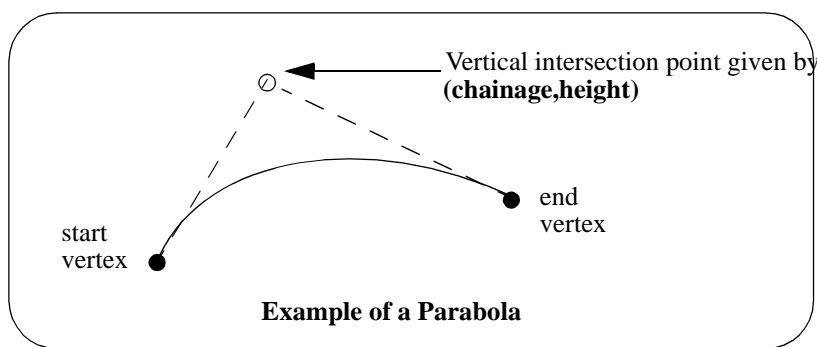 Vertical intersection point given by
(chainage,height)
end
vertex
start
vertex
Example of a Parabola